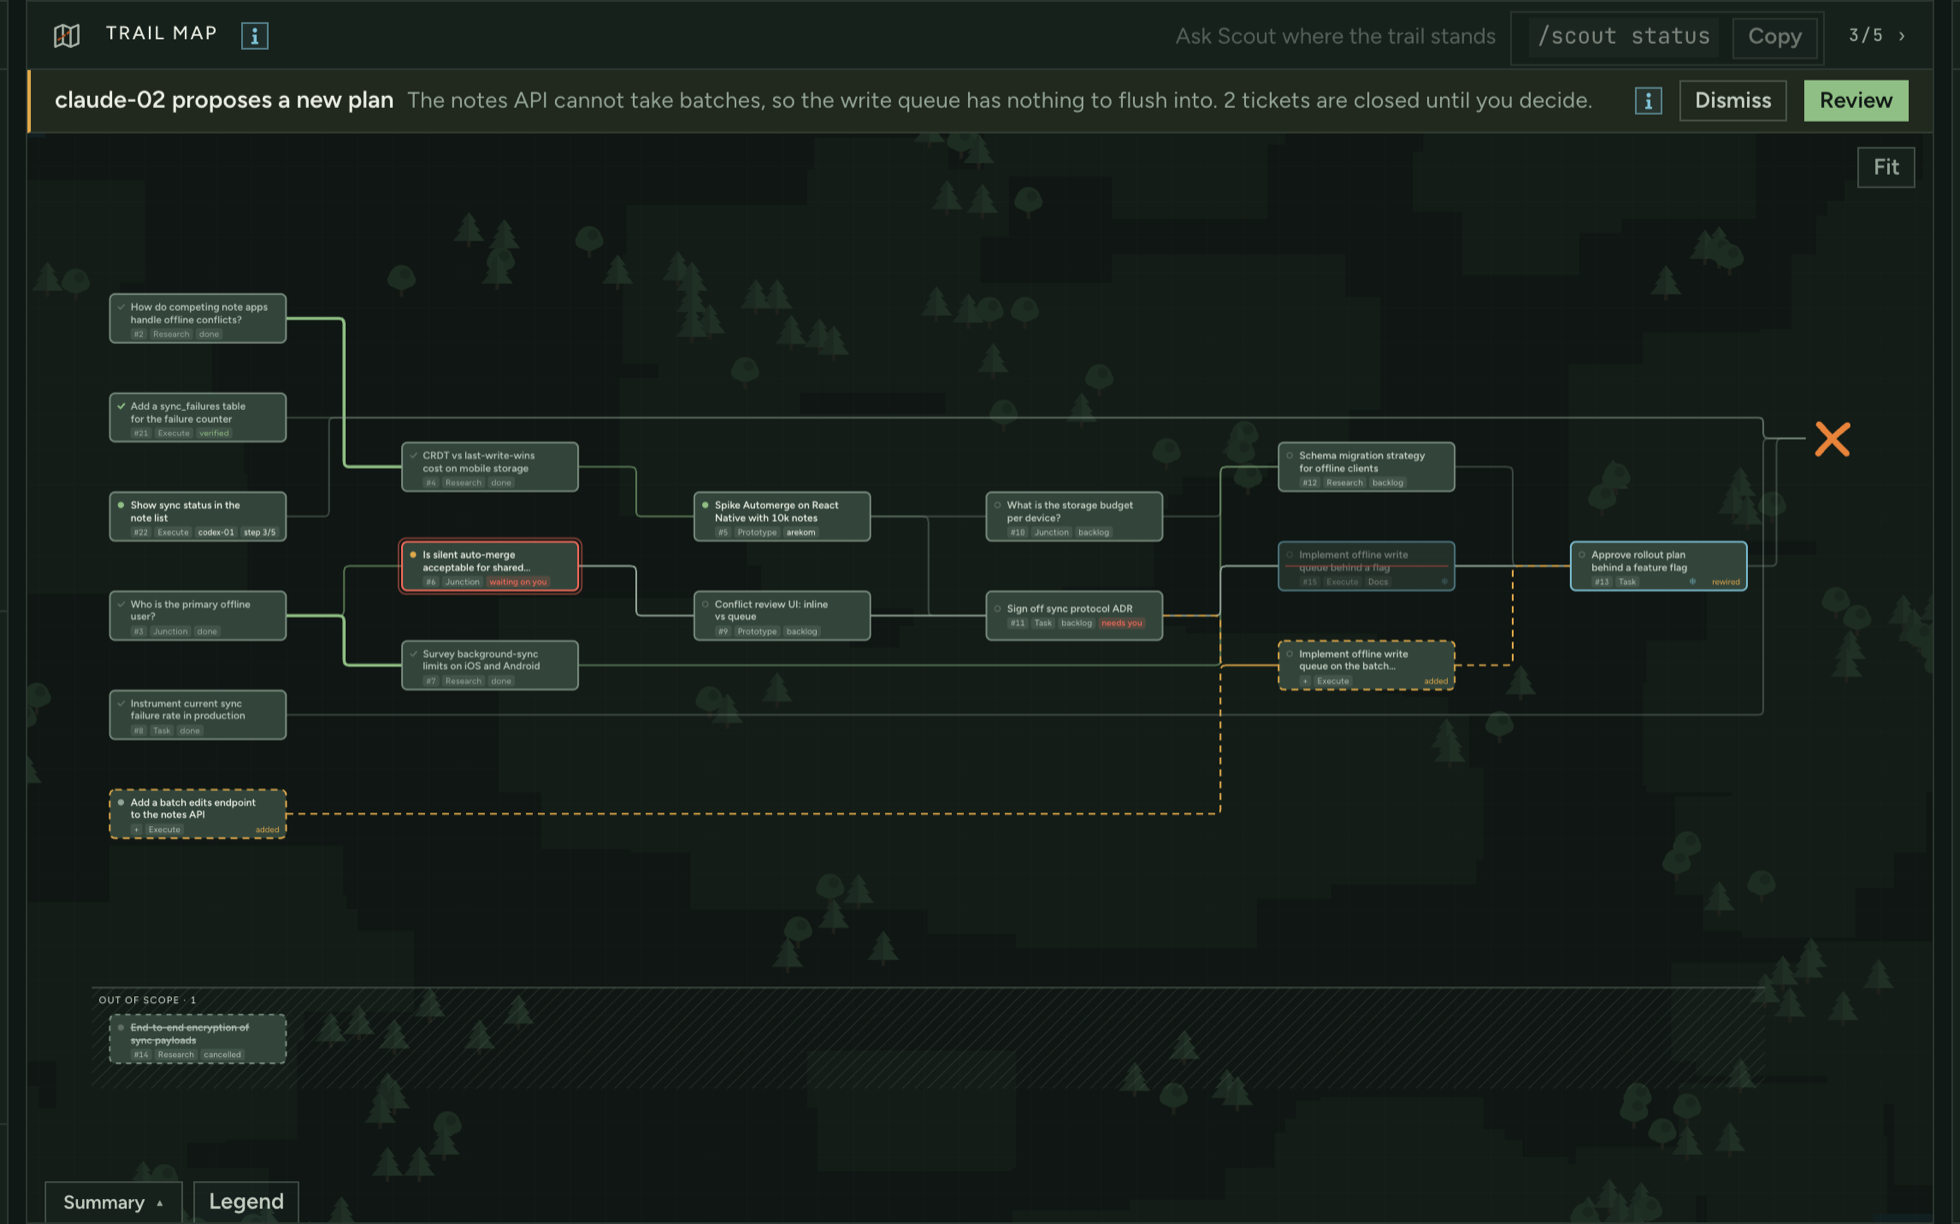 TRAIL MAP
i
Ask Scout where the trail stands
/scout status
Copy
3/5 ›
claude-02 proposes a new plan
The notes API cannot take batches, so the write queue has nothing to flush into. 2 tickets are closed until you decide.
i
Dismiss
Review
Fit
How do competing note apps
handle offline conflicts?
#2 Research done
Add a sync_failures table
for the failure counter
#21 Execute verified
Show sync status in the
note list
#22 Execute codex-01 step 3/5
Who is the primary offline
user?
#3 Junction done
Instrument current sync
failure rate in production
#8 Task done
Add a batch edits endpoint
to the notes API
+ Execute added
CRDT vs last-write-wins
cost on mobile storage
#4 Research done
Is silent auto-merge
acceptable for shared...
#6 Junction waiting on you
Survey background-sync
limits on iOS and Android
#7 Research done
Spike Automerge on React
Native with 10k notes
#5 Prototype arekom
Conflict review UI: inline
vs queue
#9 Prototype backlog
What is the storage budget
per device?
#10 Junction backlog
Sign off sync protocol ADR
#11 Task backlog needs you
Schema migration strategy
for offline clients
#12 Research backlog
Implement offline write
queue behind a flag
#15 Execute Docs
Implement offline write
queue on the batch...
+ Execute added
Approve rollout plan
behind a feature flag
#13 Task rewired
OUT OF SCOPE · 1
End-to-end encryption of
sync payloads
#14 Research cancelled
Summary ▲
Legend